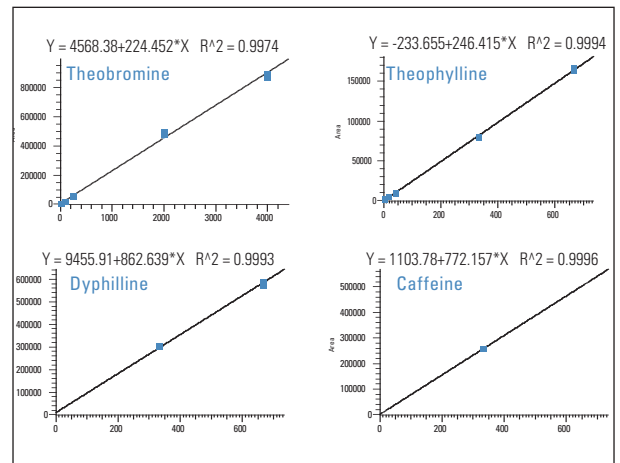 Y = 4568.38+224.452*X R^2 = 0.9974
Theobromine
800000
600000
400000
200000
0
0 1000 2000 3000 4000
Y = -233.655+246.415*X R^2 = 0.9994
Theophylline
150000
Area
100000
50000
0
0 200 400 600
Y = 9455.91+862.639*X R^2 = 0.9993
Dyphilline
600000
500000
400000
300000
200000
100000
0
0 200 400 600
Y = 1103.78+772.157*X R^2 = 0.9996
Caffeine
500000
400000
Area
300000
200000
100000
0
0 200 400 600